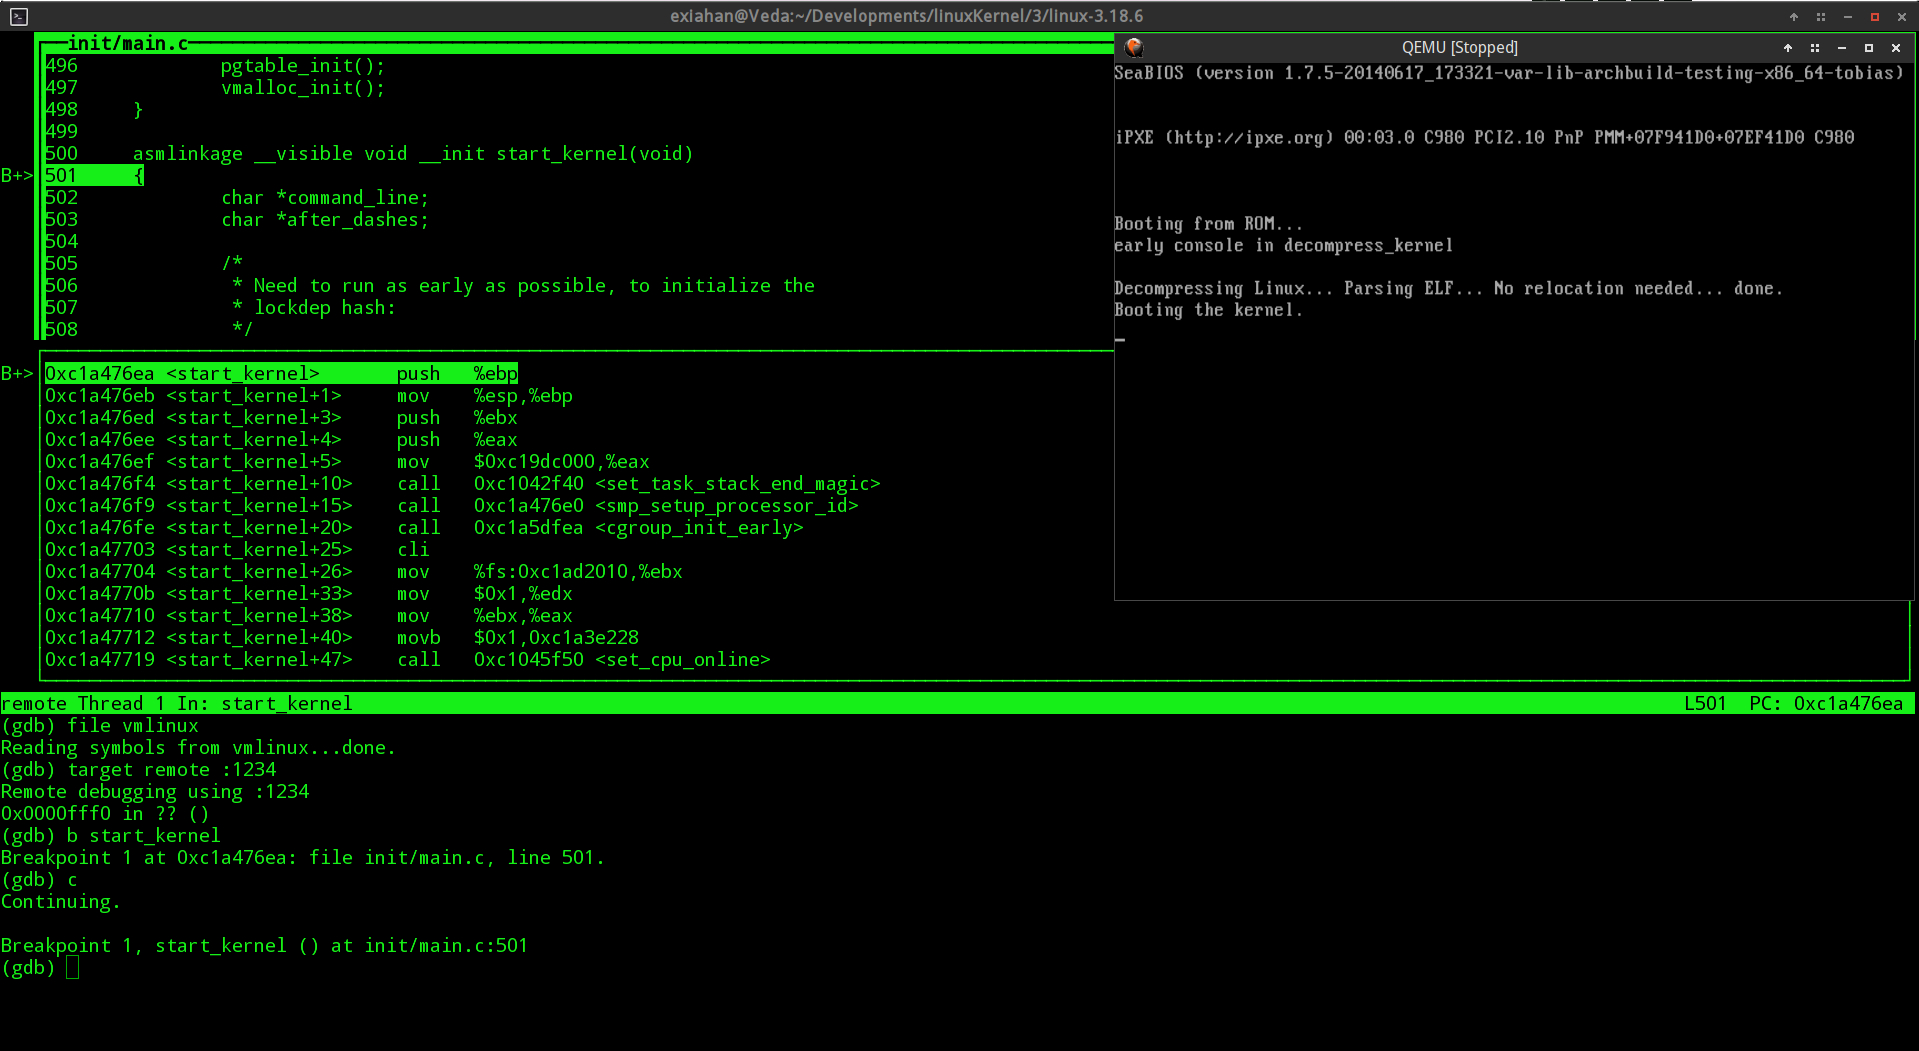 exiahan@Veda:~/Developments/linuxKernel/3/linux-3.18.6
init/main.c
496 pgtable_init();
497 vmalloc_init();
498 }
499
500 asmlinkage __visible void __init start_kernel(void)
B+> 501 {
502 char *command_line;
503 char *after_dashes;
504
505 /*
506 * Need to run as early as possible, to initialize the
507 * lockdep hash:
508 */
B+> 0xc1a476ea <start_kernel> push %ebp
0xc1a476eb <start_kernel+1> mov %esp,%ebp
0xc1a476ed <start_kernel+3> push %ebx
0xc1a476ee <start_kernel+4> push %eax
0xc1a476ef <start_kernel+5> mov $0xc19dc000,%eax
0xc1a476f4 <start_kernel+10> call 0xc1042f40 <set_task_stack_end_magic>
0xc1a476f9 <start_kernel+15> call 0xc1a476e0 <smp_setup_processor_id>
0xc1a476fe <start_kernel+20> call 0xc1a5dfea <cgroup_init_early>
0xc1a47703 <start_kernel+25> cli
0xc1a47704 <start_kernel+26> mov %fs:0xc1ad2010,%ebx
0xc1a4770b <start_kernel+33> mov $0x1,%edx
0xc1a47710 <start_kernel+38> mov %ebx,%eax
0xc1a47712 <start_kernel+40> movb $0x1,0xc1a3e228
0xc1a47719 <start_kernel+47> call 0xc1045f50 <set_cpu_online>
remote Thread 1 In: start_kernel L501 PC: 0xc1a476ea
(gdb) file vmlinux
Reading symbols from vmlinux...done.
(gdb) target remote :1234
Remote debugging using :1234
0x0000fff0 in ?? ()
(gdb) b start_kernel
Breakpoint 1 at 0xc1a476ea: file init/main.c, line 501.
(gdb) c
Continuing.
Breakpoint 1, start_kernel () at init/main.c:501
(gdb)
QEMU [Stopped]
SeaBIOS (version 1.7.5-20140617_173321-var-lib-archbuild-testing-x86_64-tobias)
iPXE (http://ipxe.org) 00:03.0 C980 PCI2.10 PnP PMM+07F941D0+07EF41D0 C980
Booting from ROM...
early console in decompress_kernel
Decompressing Linux... Parsing ELF... No relocation needed... done.
Booting the kernel.